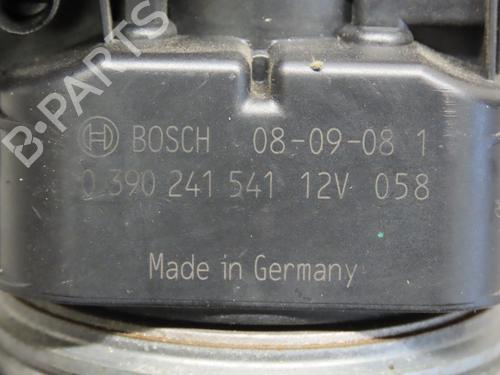 BOSCH 08-09-08 1
0 390 241 541 12V 058
Made in Germany
B-PARTS